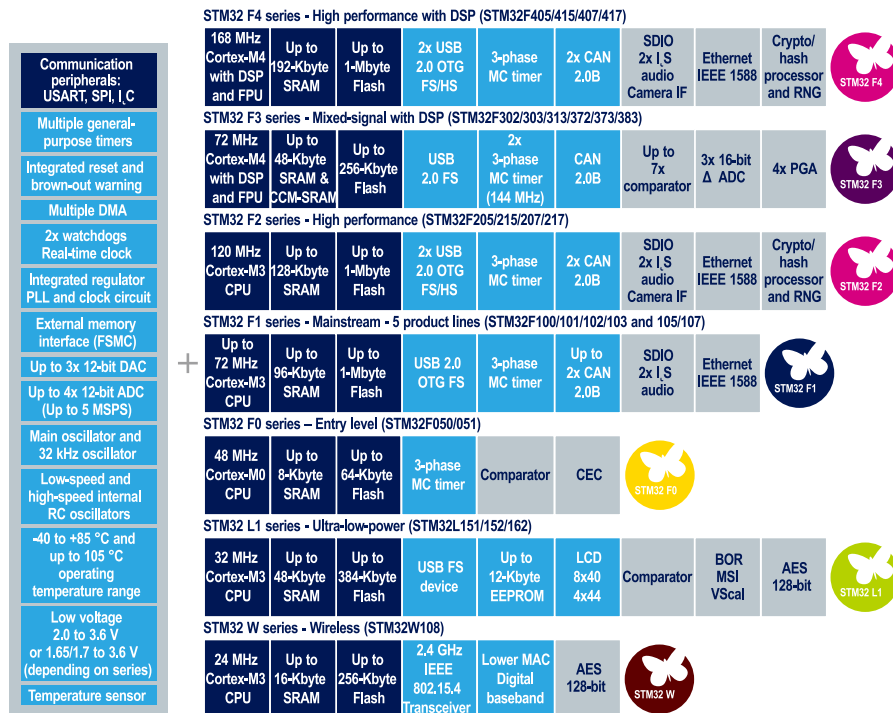 Communication
peripherals:
USART, SPI, I2C
Multiple general-
purpose timers
Integrated reset and
brown-out warning
Multiple DMA
2x watchdogs
Real-time clock
Integrated regulator
PLL and clock circuit
External memory
interface (FSMC)
Up to 3x 12-bit DAC
Up to 4x 12-bit ADC
(Up to 5 MSPS)
Main oscillator and
32 kHz oscillator
Low-speed and
high-speed internal
RC oscillators
-40 to +85 °C and
up to 105 °C
operating
temperature range
Low voltage
2.0 to 3.6 V
or 1.65/1.7 to 3.6 V
(depending on series)
Temperature sensor
+
STM32 F4 series - High performance with DSP (STM32F405/415/407/417)
168 MHz
Cortex-M4
with DSP
and FPU
Up to
192-Kbyte
SRAM
Up to
1-Mbyte
Flash
2x USB
2.0 OTG
FS/HS
3-phase
MC timer
2x CAN
2.0B
SDIO
2x I2S
audio
Camera IF
Ethernet
IEEE 1588
Crypto/
hash
processor
and RNG
STM32 F4
STM32 F3 series - Mixed-signal with DSP (STM32F302/303/313/372/373/383)
72 MHz
Cortex-M4
with DSP
and FPU
Up to
48-Kbyte
SRAM &
CCM-SRAM
Up to
256-Kbyte
Flash
USB
2.0 FS
2x
3-phase
MC timer
(144 MHz)
CAN
2.0B
Up to
7x
comparator
3x 16-bit
Δ ADC
4x PGA
STM32 F3
STM32 F2 series - High performance (STM32F205/215/207/217)
120 MHz
Cortex-M3
CPU
Up to
128-Kbyte
SRAM
Up to
1-Mbyte
Flash
2x USB
2.0 OTG
FS/HS
3-phase
MC timer
2x CAN
2.0B
SDIO
2x I2S
audio
Camera IF
Ethernet
IEEE 1588
Crypto/
hash
processor
and RNG
STM32 F2
STM32 F1 series - Mainstream - 5 product lines (STM32F100/101/102/103 and 105/107)
Up to
72 MHz
Cortex-M3
CPU
Up to
96-Kbyte
SRAM
Up to
1-Mbyte
Flash
USB 2.0
OTG FS
3-phase
MC timer
Up to
2x CAN
2.0B
SDIO
2x I2S
audio
Ethernet
IEEE 1588
STM32 F1
STM32 F0 series – Entry level (STM32F050/051)
48 MHz
Cortex-M0
CPU
Up to
8-Kbyte
SRAM
Up to
64-Kbyte
Flash
3-phase
MC timer
Comparator
CEC
STM32 F0
STM32 L1 series - Ultra-low-power (STM32L151/152/162)
32 MHz
Cortex-M3
CPU
Up to
48-Kbyte
SRAM
Up to
384-Kbyte
Flash
USB FS
device
Up to
12-Kbyte
EEPROM
LCD
8x40
4x44
Comparator
BOR
MSI
VScal
AES
128-bit
STM32 L1
STM32 W series - Wireless (STM32W108)
24 MHz
Cortex-M3
CPU
Up to
16-Kbyte
SRAM
Up to
256-Kbyte
Flash
2.4 GHz
IEEE
802.15.4
Transceiver
Lower MAC
Digital
baseband
AES
128-bit
STM32 W